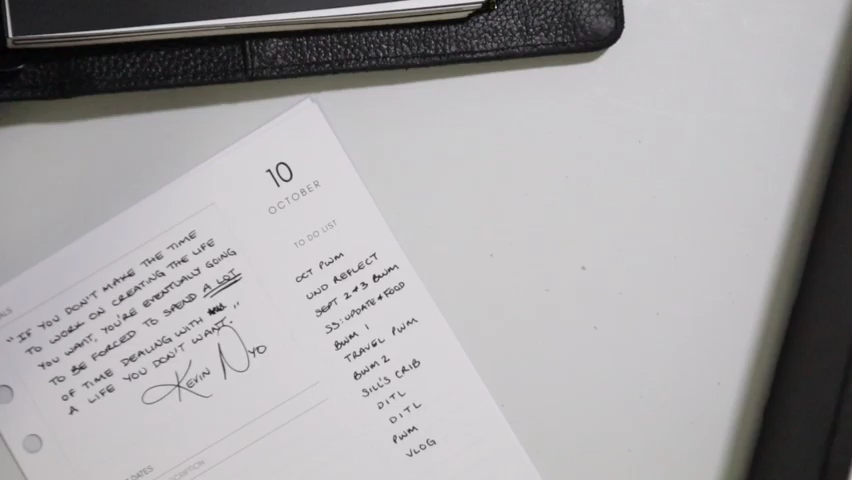 10
OCTOBER
TO DO LIST
OCT PWM
UND REFLECT
SEPT 2+3 BWM
SS:UPDATE+FOOD
BWM 1
TRAVEL PWM
BWM 2
SILL'S CRIB
DITL
DITL
PWM
VLOG
"IF YOU DON'T MAKE THE TIME
TO WORK ON CREATING THE LIFE
YOU WANT, YOU'RE EVENTUALLY GOING
TO BE FORCED TO SPEND A LOT
OF TIME DEALING WITH
A LIFE YOU DON'T WANT."
KEVIN NYO
DATES